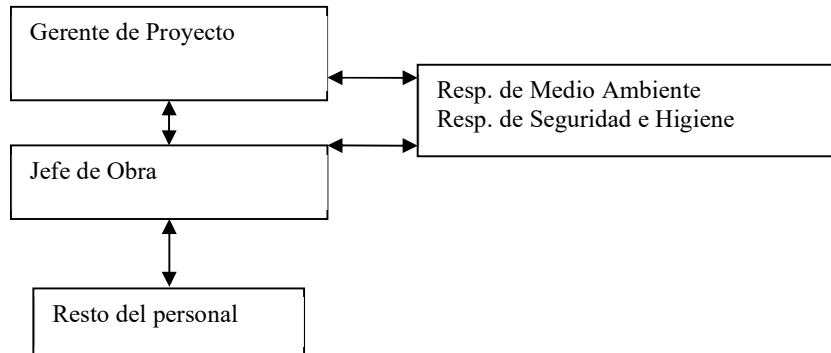 Gerente de Proyecto
Resp. de Medio Ambiente
Resp. de Seguridad e Higiene
Jefe de Obra
Resto del personal